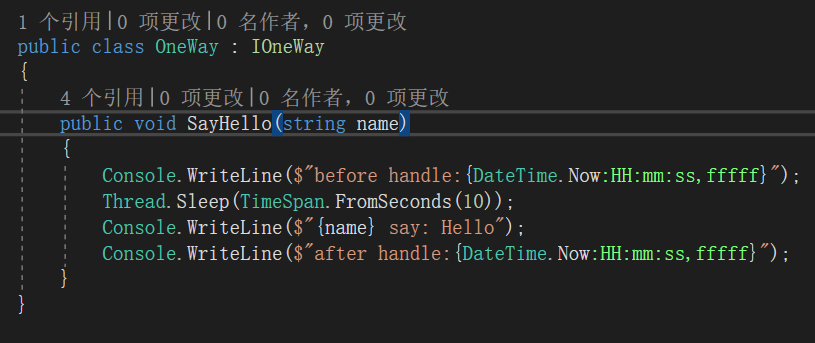 1 个引用|0 项更改|0 名作者，0 项更改
public class OneWay : IOneWay
{
4 个引用|0 项更改|0 名作者，0 项更改
public void SayHello(string name)
{
Console.WriteLine($"before handle:{DateTime.Now:HH:mm:ss,fffff}");
Thread.Sleep(TimeSpan.FromSeconds(10));
Console.WriteLine($"{name} say: Hello");
Console.WriteLine($"after handle:{DateTime.Now:HH:mm:ss,fffff}");
}
}